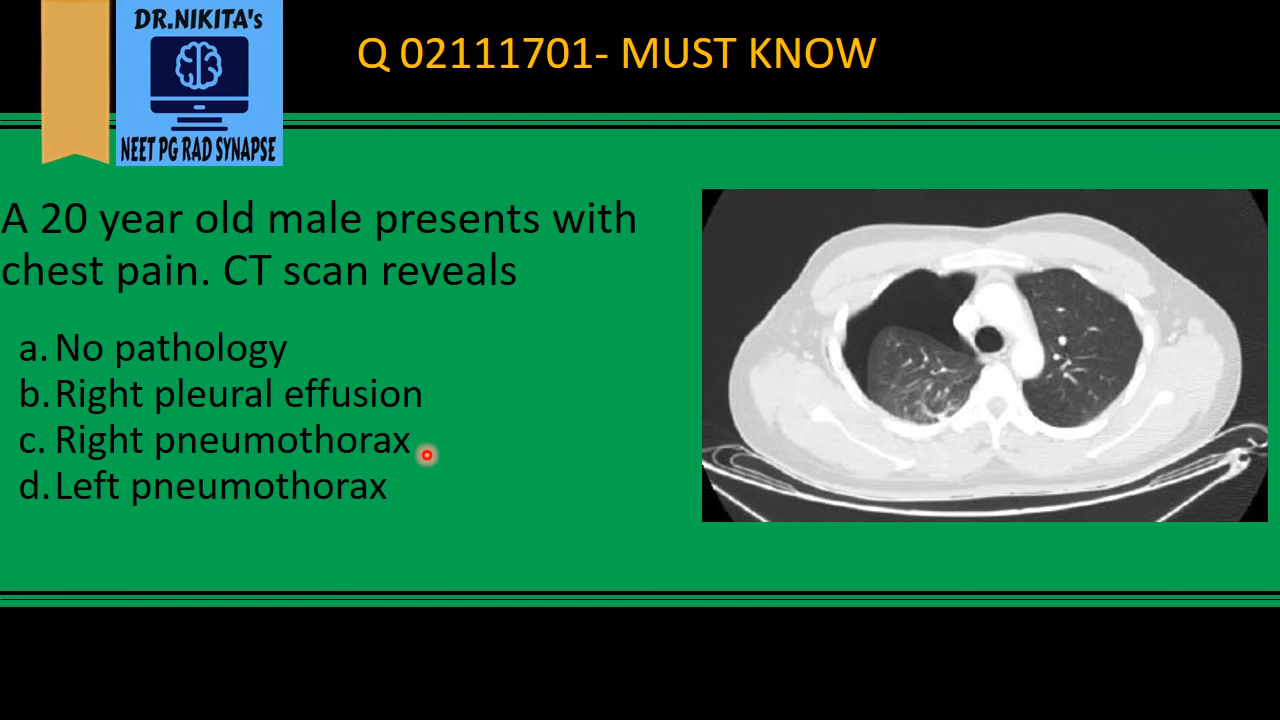 DR.NIKITA's
NEET PG RAD SYNAPSE
Q 02111701- MUST KNOW
A 20 year old male presents with
chest pain. CT scan reveals
a. No pathology
b. Right pleural effusion
c. Right pneumothorax
d. Left pneumothorax